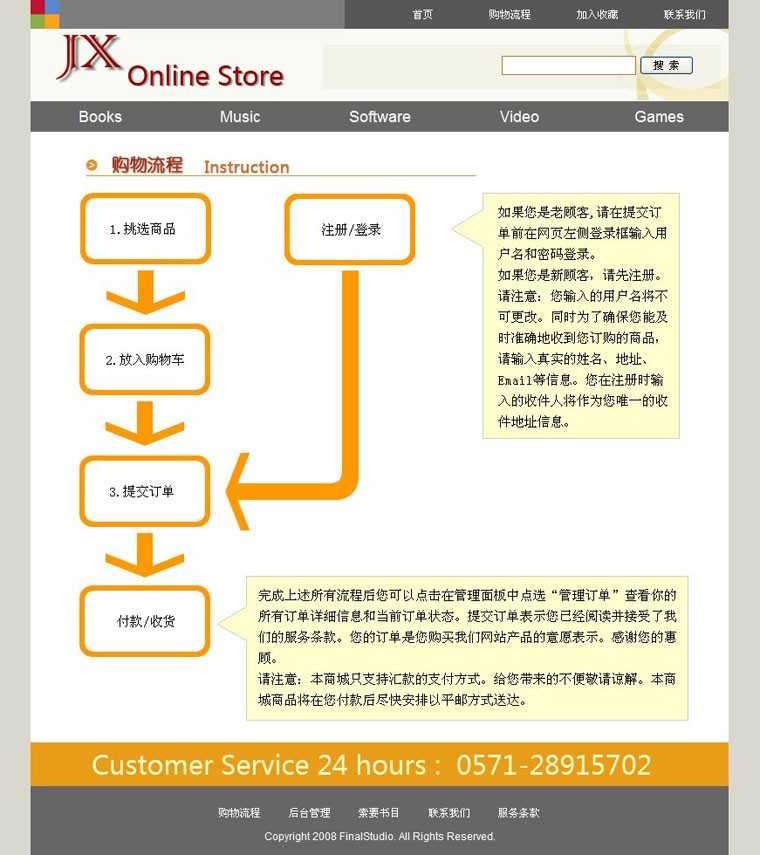 首页 购物流程 加入收藏 联系我们
JX Online Store
搜 索
Books Music Software Video Games
购物流程 Instruction
1.挑选商品
注册/登录
如果您是老顾客,请在提交订
单前在网页左侧登录框输入用
户名和密码登录。
如果您是新顾客，请先注册。
请注意：您输入的用户名将不
可更改。同时为了确保您能及
时准确地收到您订购的商品，
请输入真实的姓名、地址、
Email等信息。您在注册时输
入的收件人将作为您唯一的收
件地址信息。
2.放入购物车
3.提交订单
付款/收货
完成上述所有流程后您可以点击在管理面板中点选“管理订单”查看你的
所有订单详细信息和当前订单状态。提交订单表示您已经阅读并接受了我
们的服务条款。您的订单是您购买我们网站产品的意愿表示。感谢您的惠
顾。
请注意：本商城只支持汇款的支付方式。给您带来的不便敬请谅解。本商
城商品将在您付款后尽快安排以平邮方式送达。
Customer Service 24 hours : 0571-28915702
购物流程 后台管理 索要书目 联系我们 服务条款
Copyright 2008 FinalStudio. All Rights Reserved.